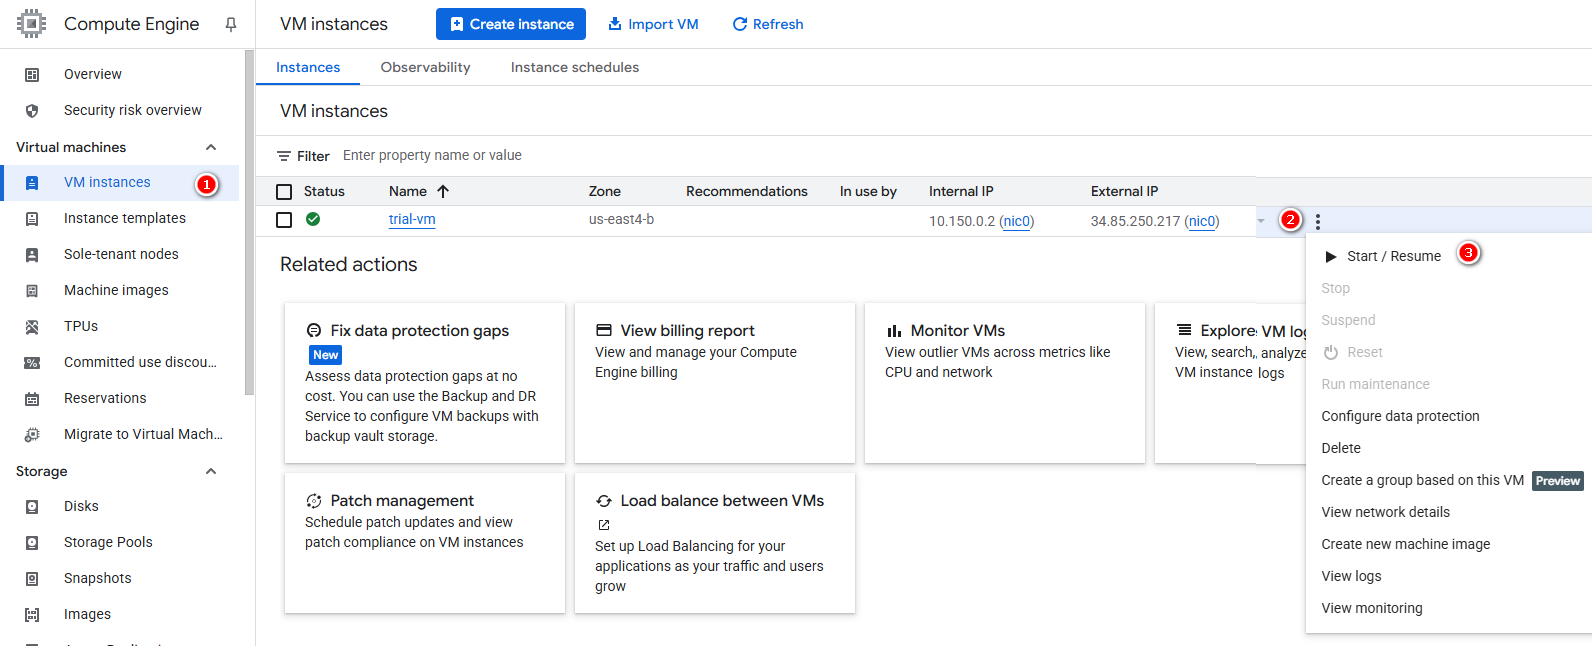 Compute Engine
VM instances
Create instance
Import VM
Refresh
Overview
Security risk overview
Virtual machines
VM instances
1
Instance templates
Sole-tenant nodes
Machine images
TPUs
Committed use discou...
Reservations
Migrate to Virtual Mach...
Storage
Disks
Storage Pools
Snapshots
Images
Instances
Observability
Instance schedules
VM instances
Filter Enter property name or value
Status Name Zone Recommendations In use by Internal IP External IP
trial-vm us-east4-b 10.150.0.2 (nic0) 34.85.250.217 (nic0)
2
Related actions
Fix data protection gaps
New
Assess data protection gaps at no
cost. You can use the Backup and DR
Service to configure VM backups with
backup vault storage.
View billing report
View and manage your Compute
Engine billing
Monitor VMs
View outlier VMs across metrics like
CPU and network
Explore VM log
View, search, analyze
VM instance logs
Patch management
Schedule patch updates and view
patch compliance on VM instances
Load balance between VMs
Set up Load Balancing for your
applications as your traffic and users
grow
Start / Resume
3
Stop
Suspend
Reset
Run maintenance
Configure data protection
Delete
Create a group based on this VM Preview
View network details
Create new machine image
View logs
View monitoring